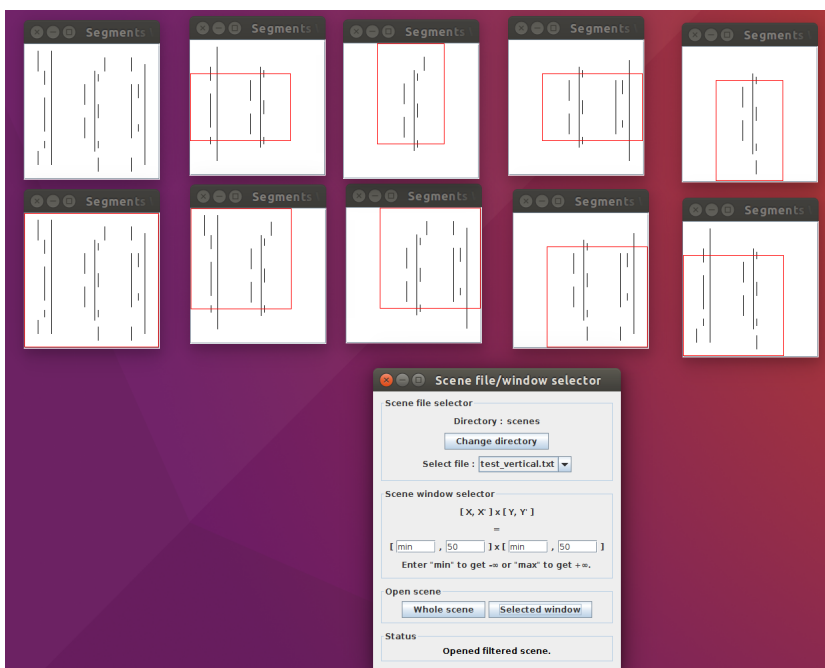 Segments
Segments
Segments
Segments
Segments
Segments
Segments
Segments
Segments
Segments
Scene file/window selector
Scene file selector
Directory : scenes
Change directory
Select file : test_vertical.txt
Scene window selector
[ X, X' ] x [ Y, Y' ]
=
[ min , 50 ] x [ min , 50 ]
Enter "min" to get -∞ or "max" to get +∞.
Open scene
Whole scene Selected window
Status
Opened filtered scene.